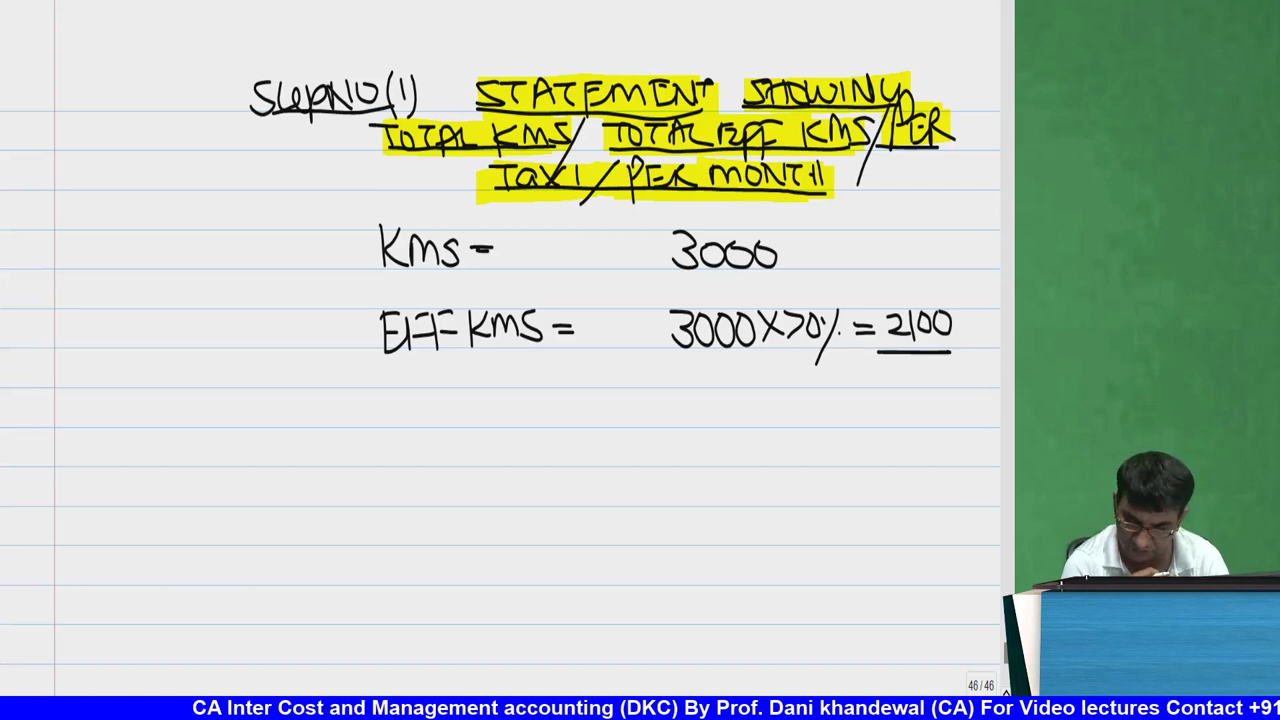 StepNO(1) STATEMENT SHOWING
TOTAL KMS / TOTAL EFF KMS / PER
TAXI / PER MONTH
KMS = 3000
EFF KMS = 3000 X 70% = 2100
46 / 46
CA Inter Cost and Management accounting (DKC) By Prof. Dani khandewal (CA) For Video lectures Contact +91